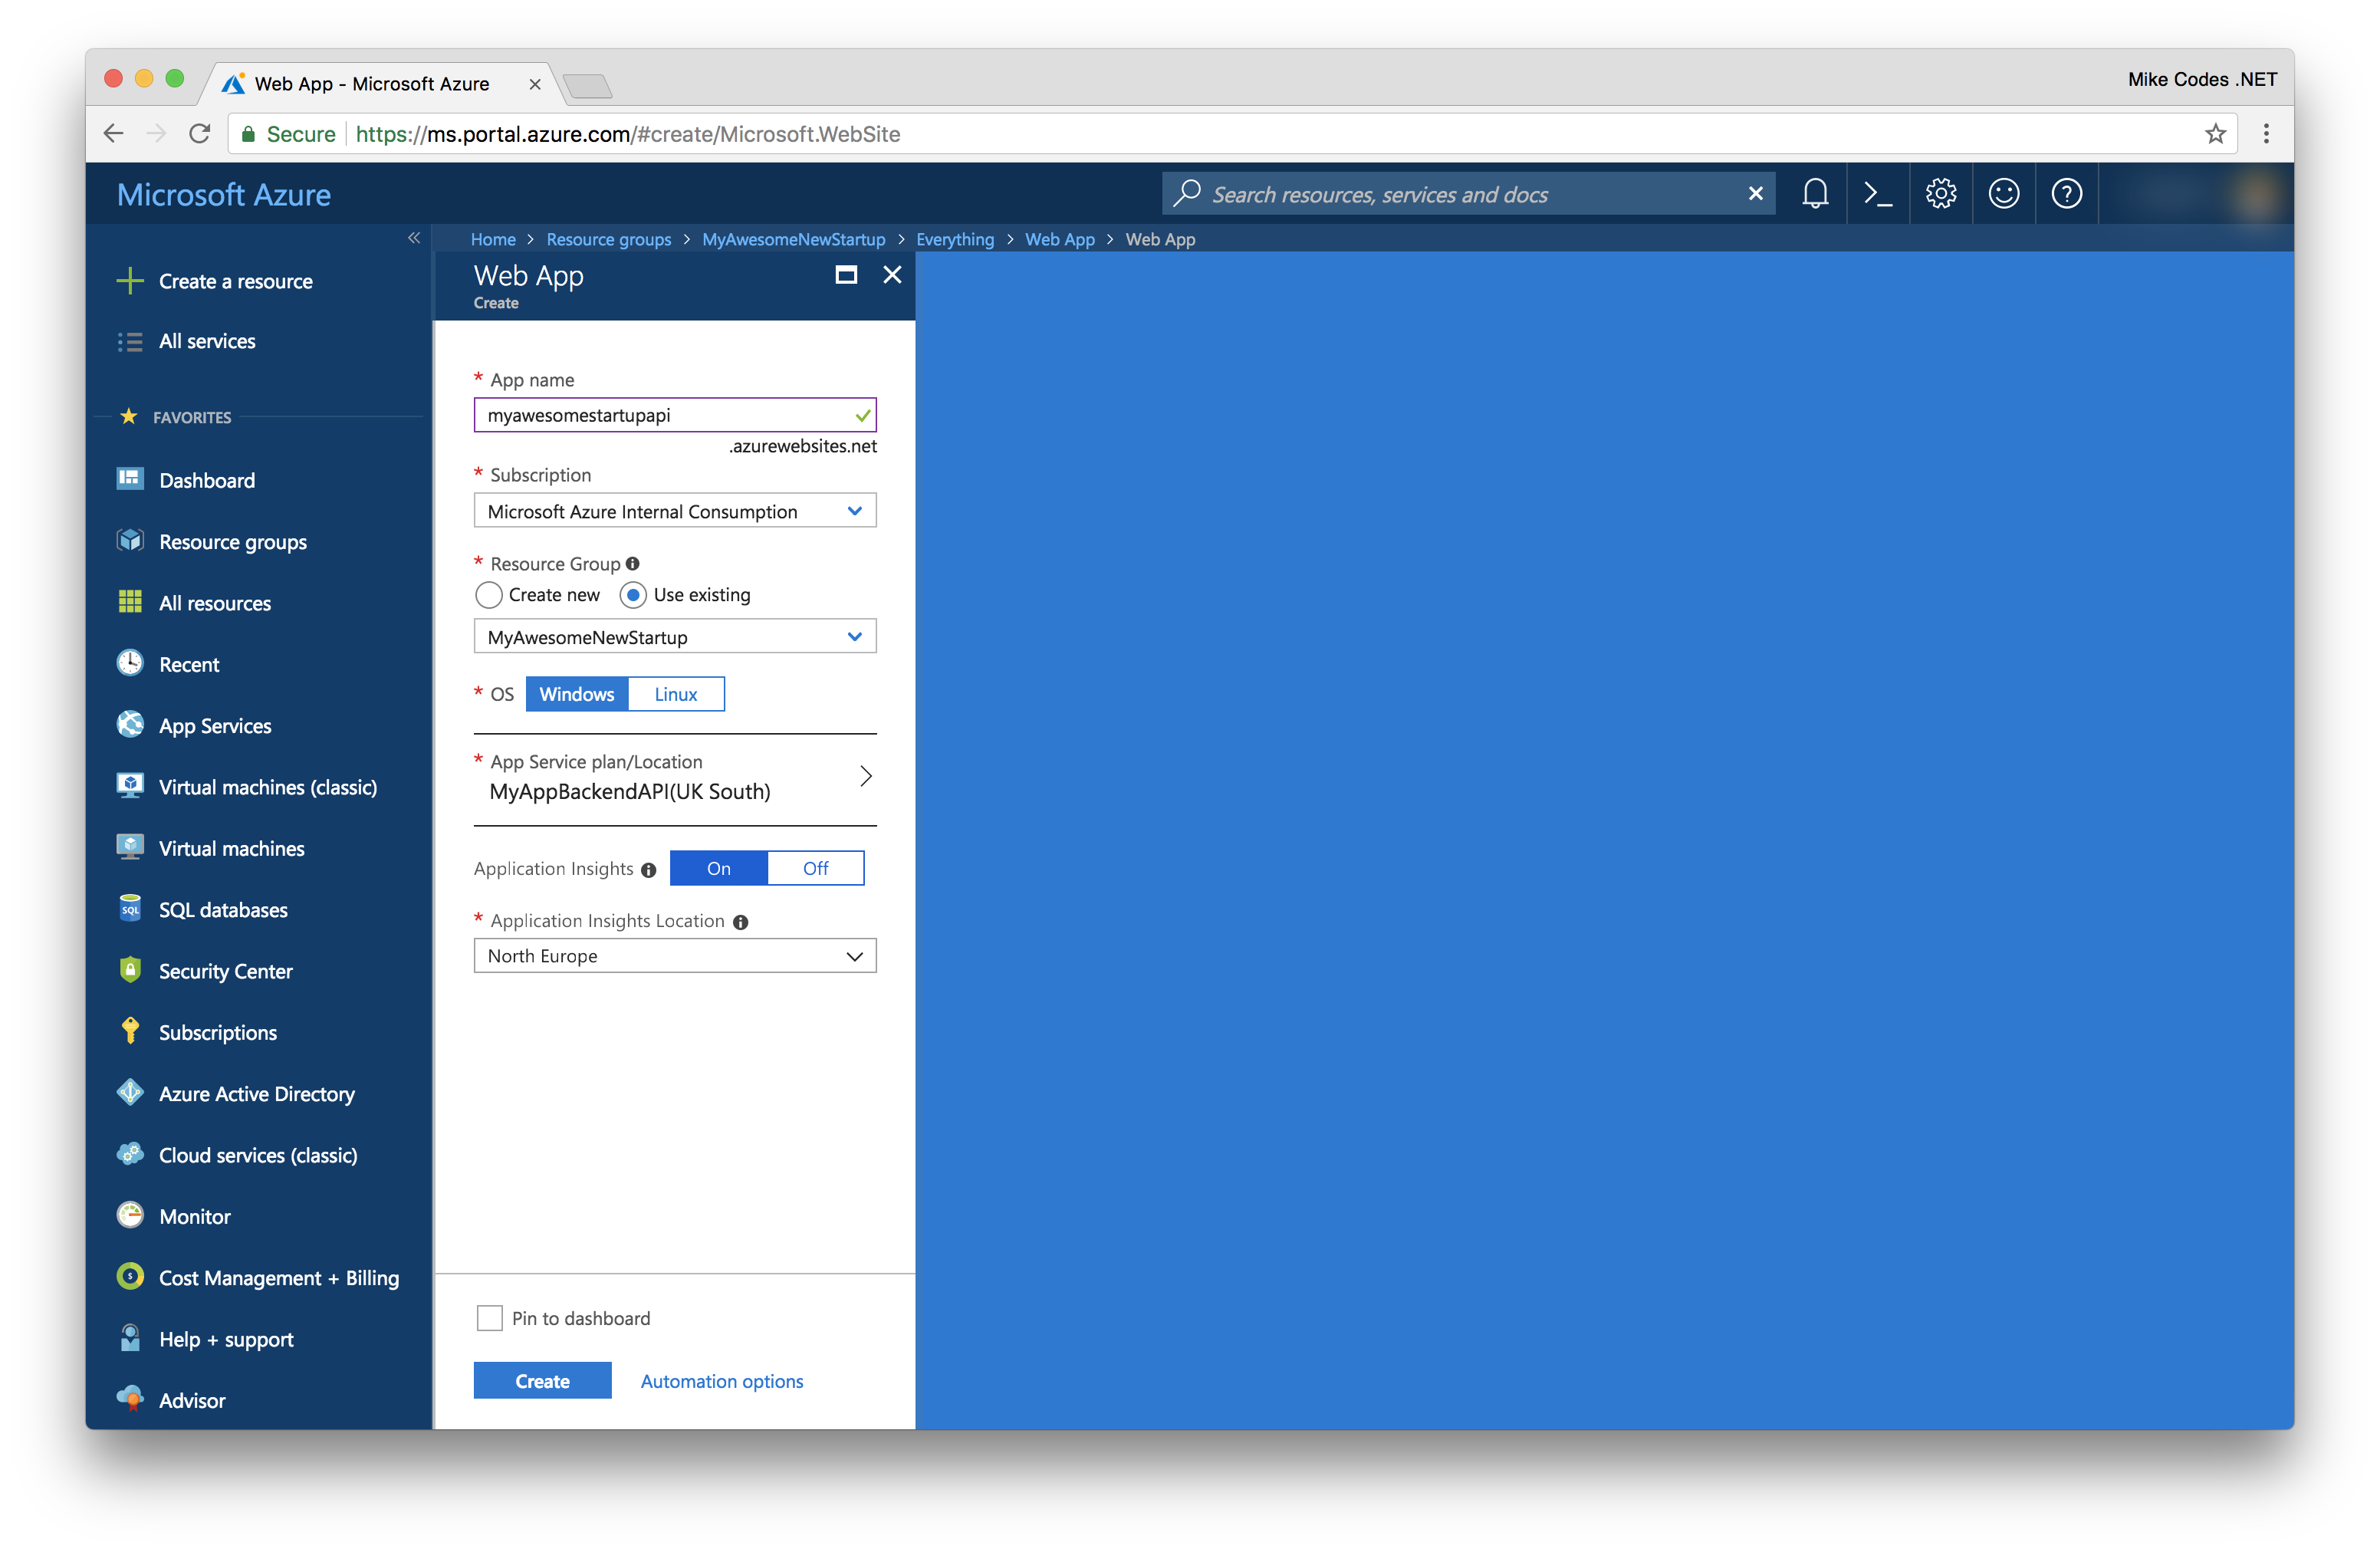 Web App - Microsoft Azure
Mike Codes .NET
Secure https://ms.portal.azure.com/#create/Microsoft.WebSite
Microsoft Azure
Search resources, services and docs
Home > Resource groups > MyAwesomeNewStartup > Everything > Web App > Web App
Create a resource
All services
FAVORITES
Dashboard
Resource groups
All resources
Recent
App Services
Virtual machines (classic)
Virtual machines
SQL databases
Security Center
Subscriptions
Azure Active Directory
Cloud services (classic)
Monitor
Cost Management + Billing
Help + support
Advisor
Web App
Create
* App name
myawesomestartupapi
.azurewebsites.net
* Subscription
Microsoft Azure Internal Consumption
* Resource Group
Create new Use existing
MyAwesomeNewStartup
* OS Windows Linux
* App Service plan/Location
MyAppBackendAPI(UK South)
Application Insights On Off
* Application Insights Location
North Europe
Pin to dashboard
Create Automation options